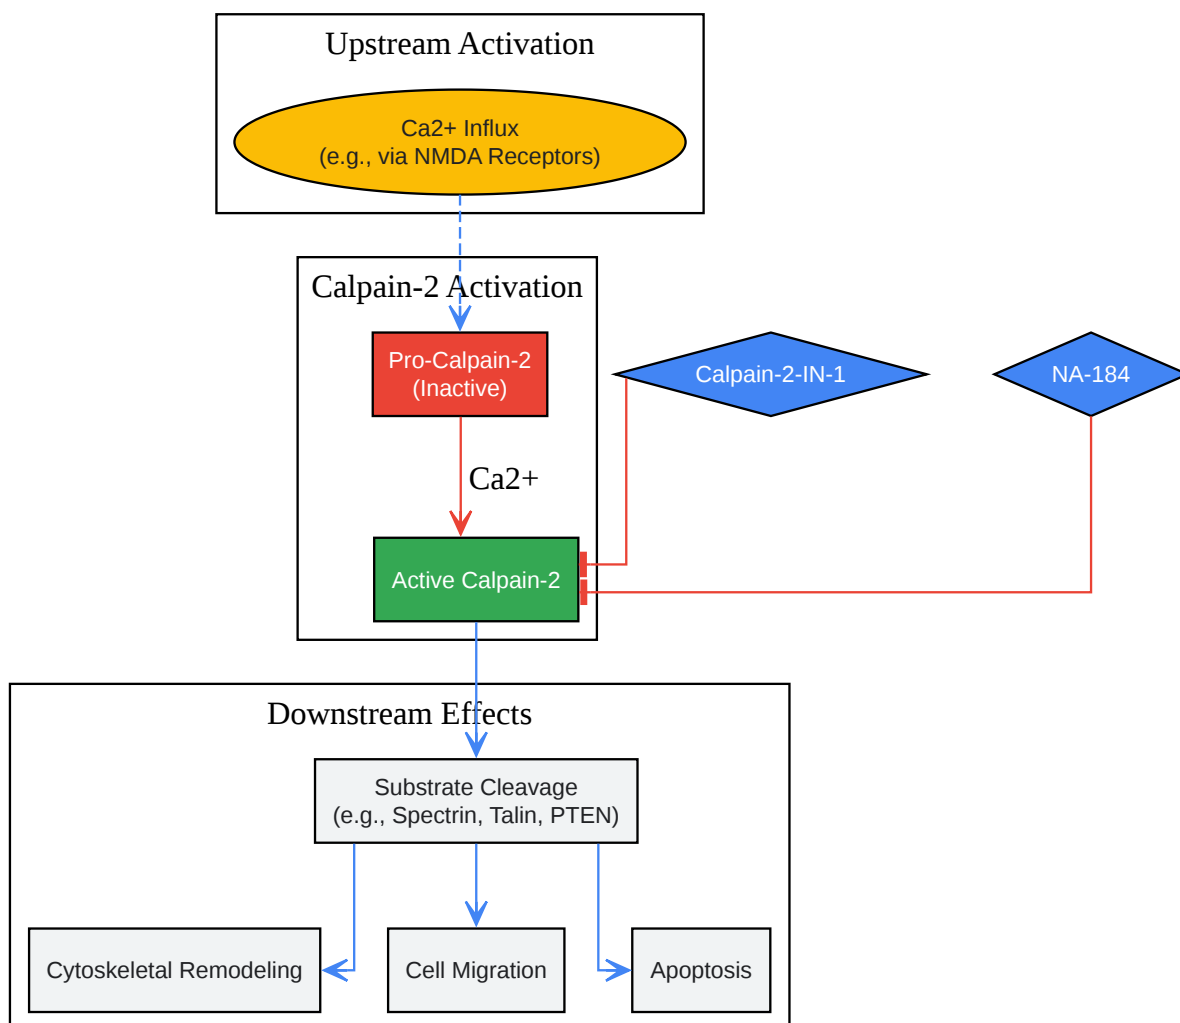 Upstream Activation
Ca2+ Influx
(e.g., via NMDA Receptors)
Calpain-2 Activation
Pro-Calpain-2
(Inactive)
Calpain-2-IN-1
NA-184
Ca2+
Active Calpain-2
Downstream Effects
Substrate Cleavage
(e.g., Spectrin, Talin, PTEN)
Cytoskeletal Remodeling
Cell Migration
Apoptosis